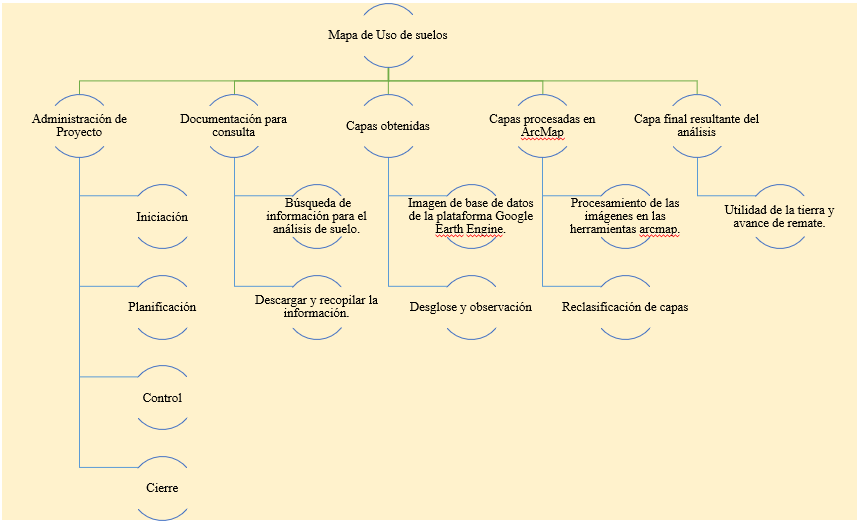 Mapa de Uso de suelos
Administración de
Proyecto
Documentación para
consulta
Capas obtenidas
Capas procesadas en
ArcMap
Capa final resultante del
análisis
Iniciación
Planificación
Control
Cierre
Búsqueda de
información para el
análisis de suelo.
Descargar y recopilar la
información.
Imagen de base de datos
de la plataforma Google
Earth Engine.
Desglose y observación
Procesamiento de las
imágenes en las
herramientas arcmap.
Reclasificación de capas
Utilidad de la tierra y
avance de remate.